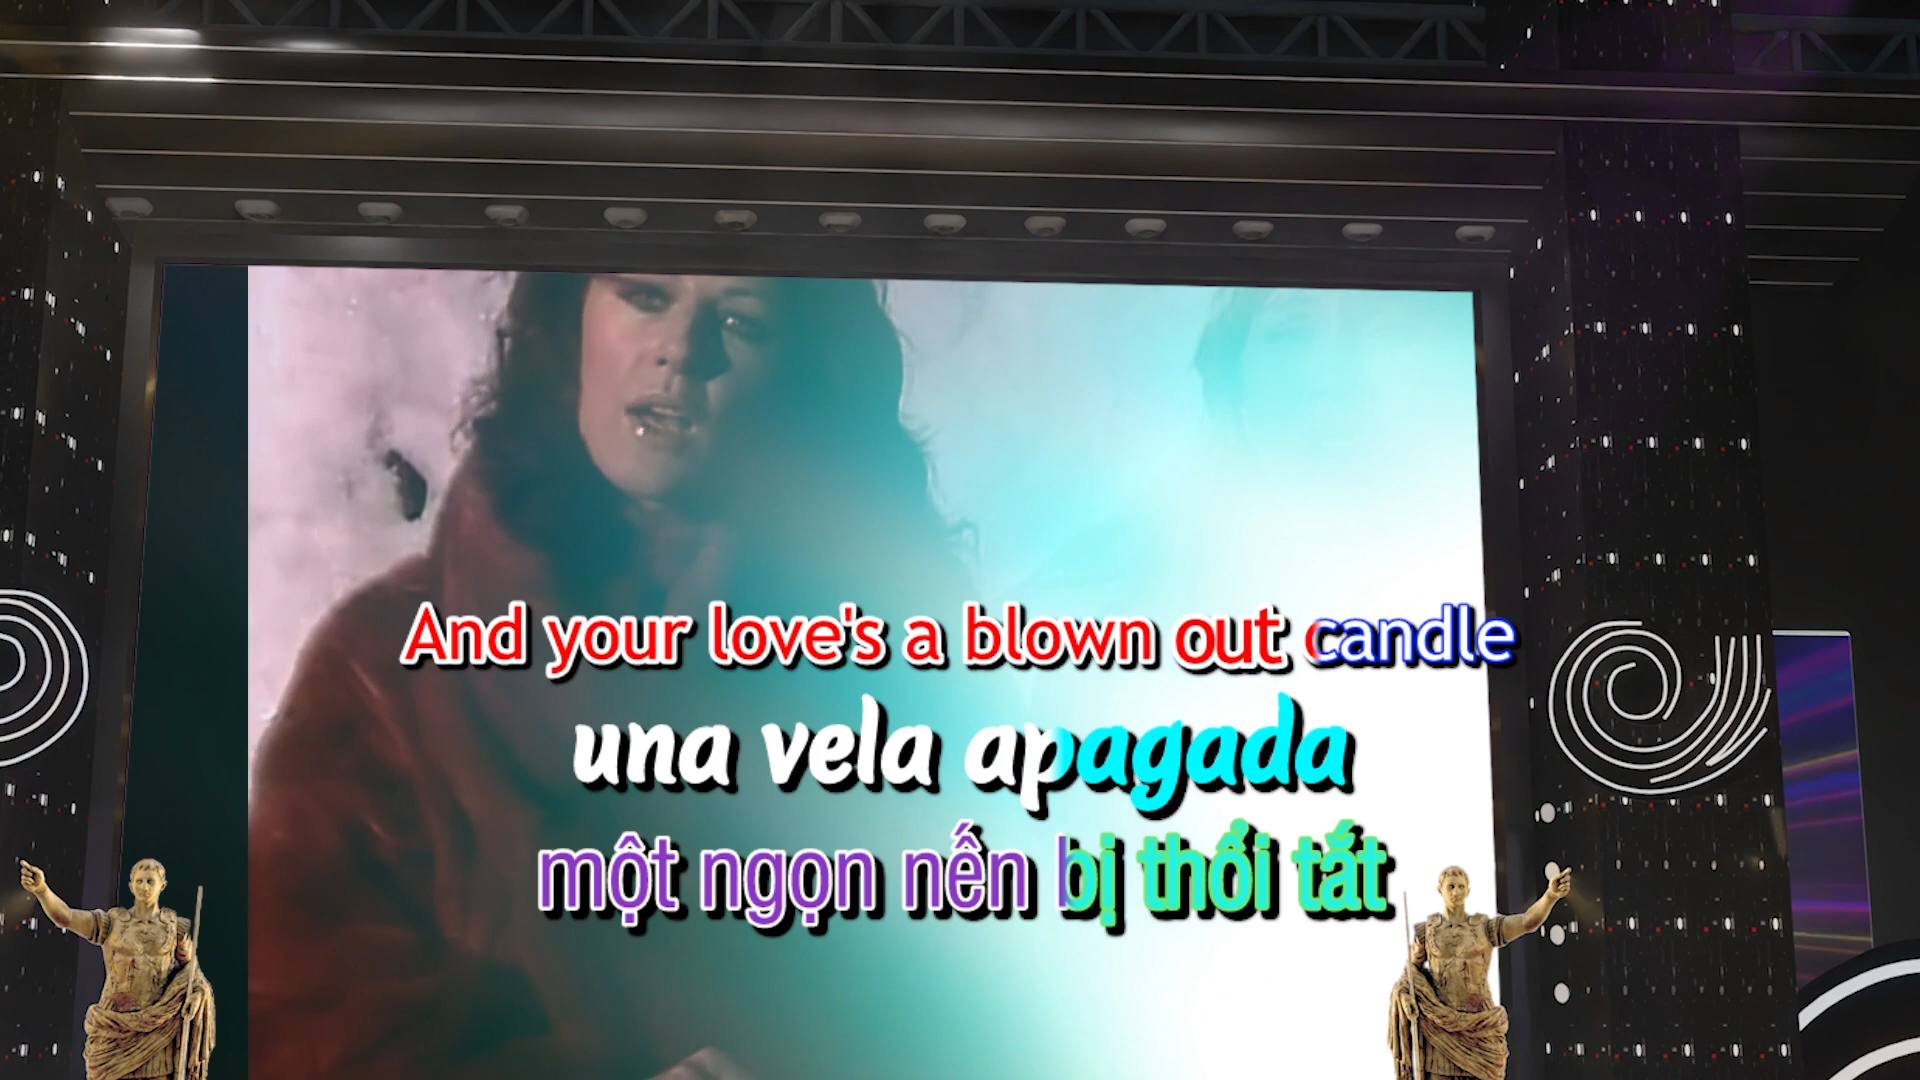 And your love's a blown out candle
una vela apagada
một ngọn nến bị thổi tắt